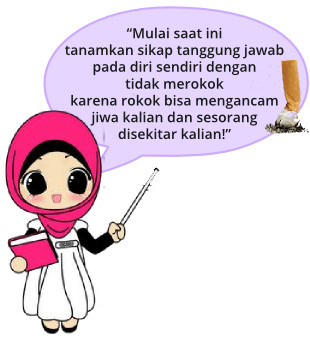 “Mulai saat ini
tanamkan sikap tanggung jawab
pada diri sendiri dengan
tidak merokok
karena rokok bisa mengancam
jiwa kalian dan sesorang
disekitar kalian!”